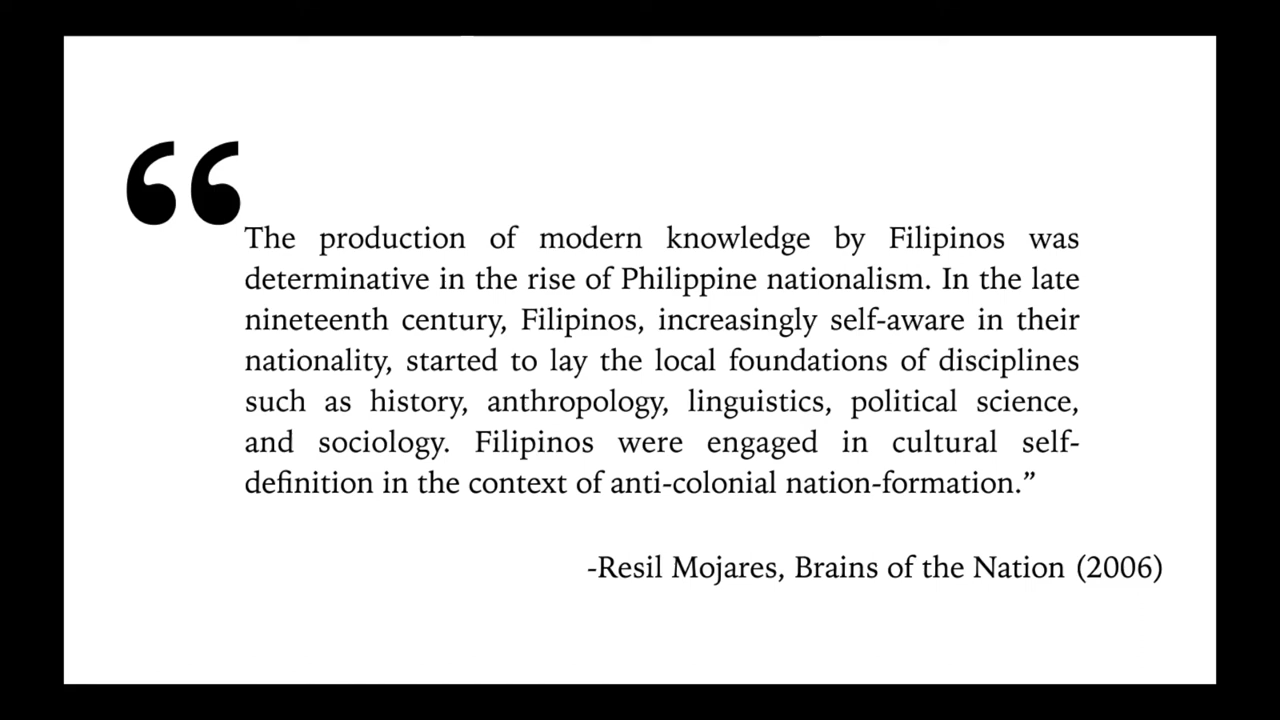 “
The production of modern knowledge by Filipinos was
determinative in the rise of Philippine nationalism. In the late
nineteenth century, Filipinos, increasingly self-aware in their
nationality, started to lay the local foundations of disciplines
such as history, anthropology, linguistics, political science,
and sociology. Filipinos were engaged in cultural self-
definition in the context of anti-colonial nation-formation.”
-Resil Mojares, Brains of the Nation (2006)